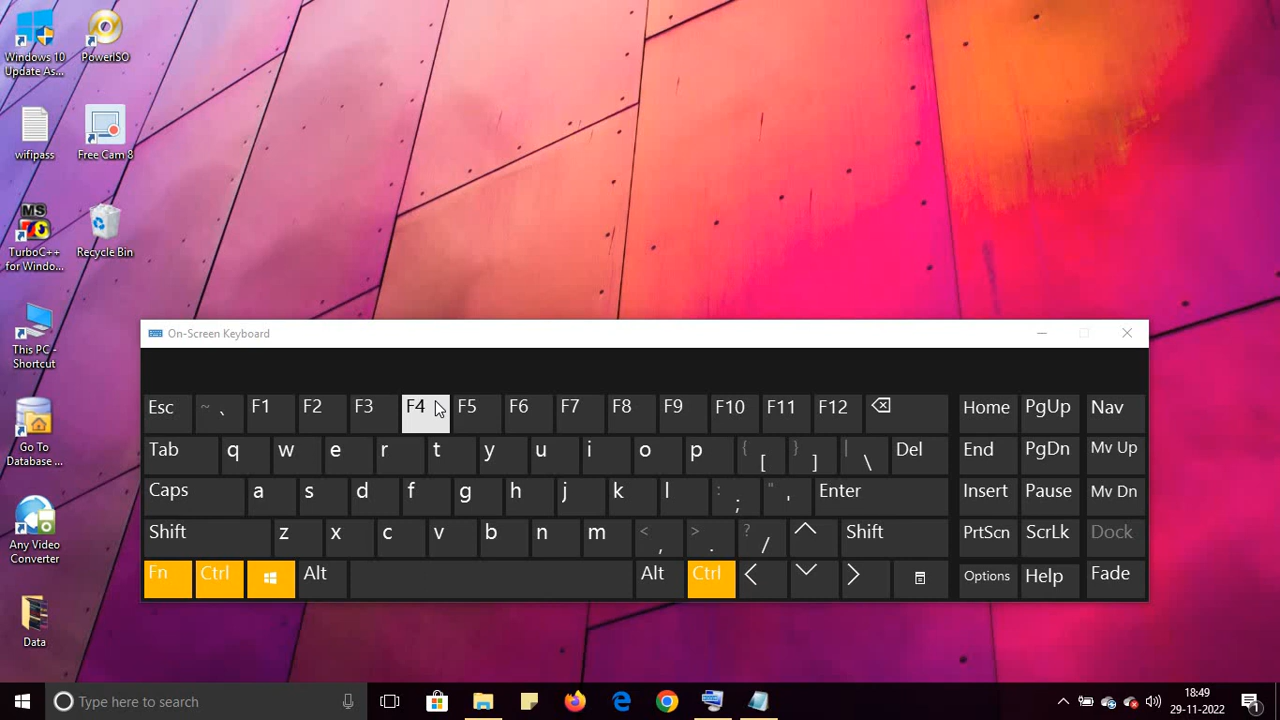 Windows 10
Update As...
PowerISO
wifipass
Free Cam 8
MS
TurboC++
for Windo...
Recycle Bin
This PC -
Shortcut
Go To
Database ...
Any Video
Converter
Data
On-Screen Keyboard
Esc ~ ` F1 F2 F3 F4 F5 F6 F7 F8 F9 F10 F11 F12 Home PgUp Nav
Tab q w e r t y u i o p { [ } ] | \ Del End PgDn Mv Up
Caps a s d f g h j k l : ; " ' Enter Insert Pause Mv Dn
Shift z x c v b n m < , > . ? / Shift PrtScn ScrLk Dock
Fn Ctrl Alt Alt Ctrl Options Help Fade
Type here to search
18:49
29-11-2022
1